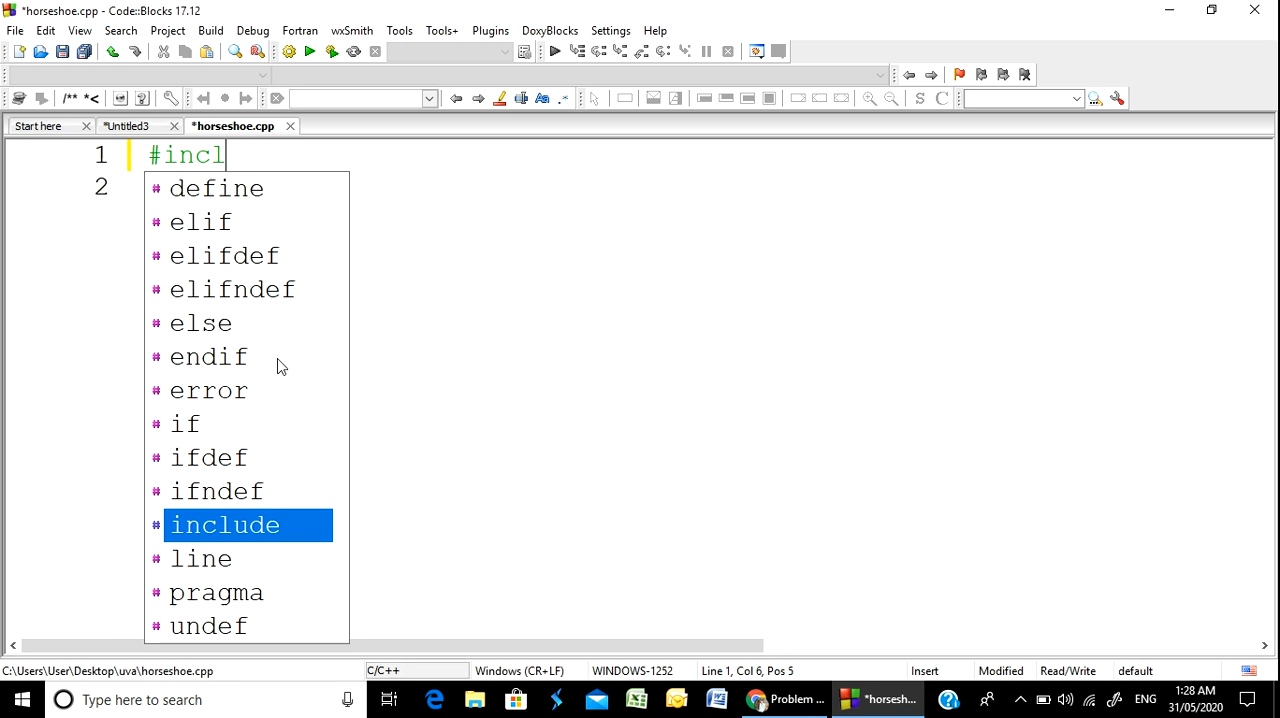 *horseshoe.cpp - Code::Blocks 17.12
File Edit View Search Project Build Debug Fortran wxSmith Tools Tools+ Plugins DoxyBlocks Settings Help
/** *<
S C
Start here *Untitled3 *horseshoe.cpp
1 #incl
2
# define
# elif
# elifdef
# elifndef
# else
# endif
# error
# if
# ifdef
# ifndef
# include
# line
# pragma
# undef
C:\Users\User\Desktop\uva\horseshoe.cpp C/C++ Windows (CR+LF) WINDOWS-1252 Line 1, Col 6, Pos 5 Insert Modified Read/Write default
Type here to search Problem ... *horsesh... ENG 1:28 AM
31/05/2020